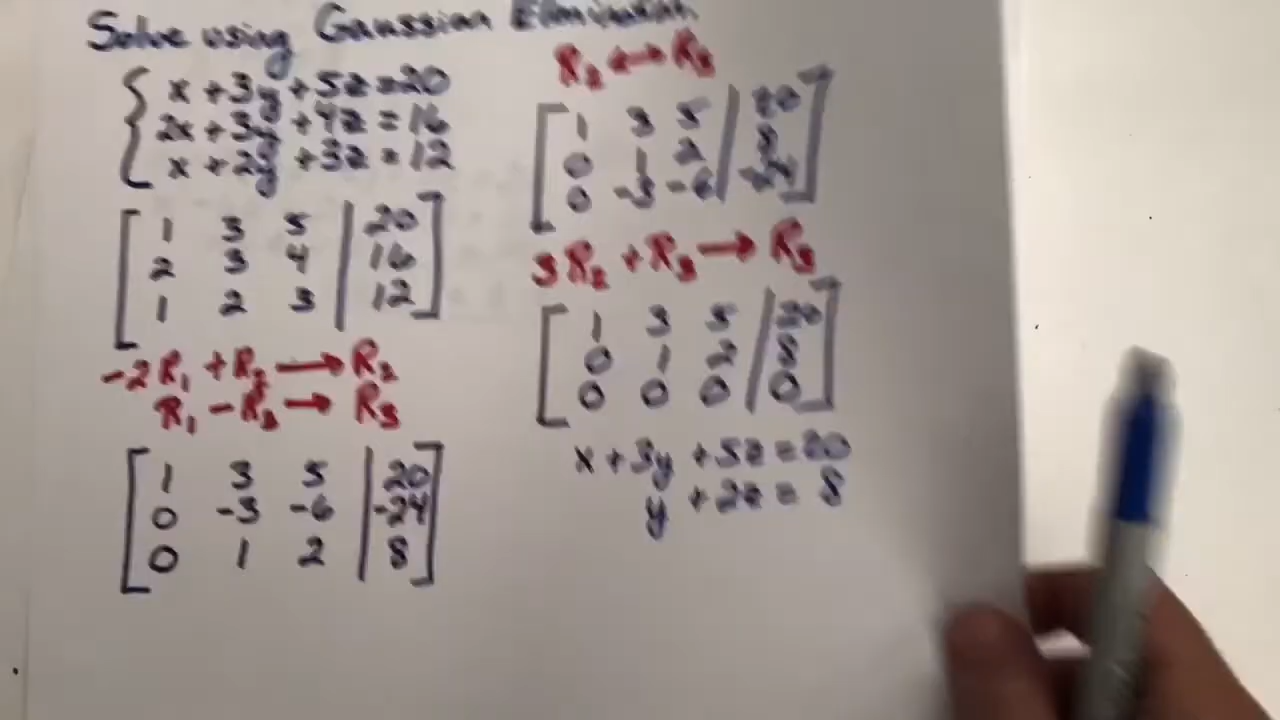 Solve using Gaussian Elimination
x + 3y + 5z = 20
2x + 3y + 4z = 16
x + 2y + 3z = 12
1 3 5 | 20
2 3 4 | 16
1 2 3 | 12
-2R₁ + R₂ → R₂
R₁ - R₃ → R₃
1 3 5 | 20
0 -3 -6 | -24
0 1 2 | 8
R₂ ↔ R₃
1 3 5 | 20
0 1 2 | 8
0 -3 -6 | -24
3R₂ + R₃ → R₃
1 3 5 | 20
0 1 2 | 8
0 0 0 | 0
x + 3y + 5z = 20
y + 2z = 8